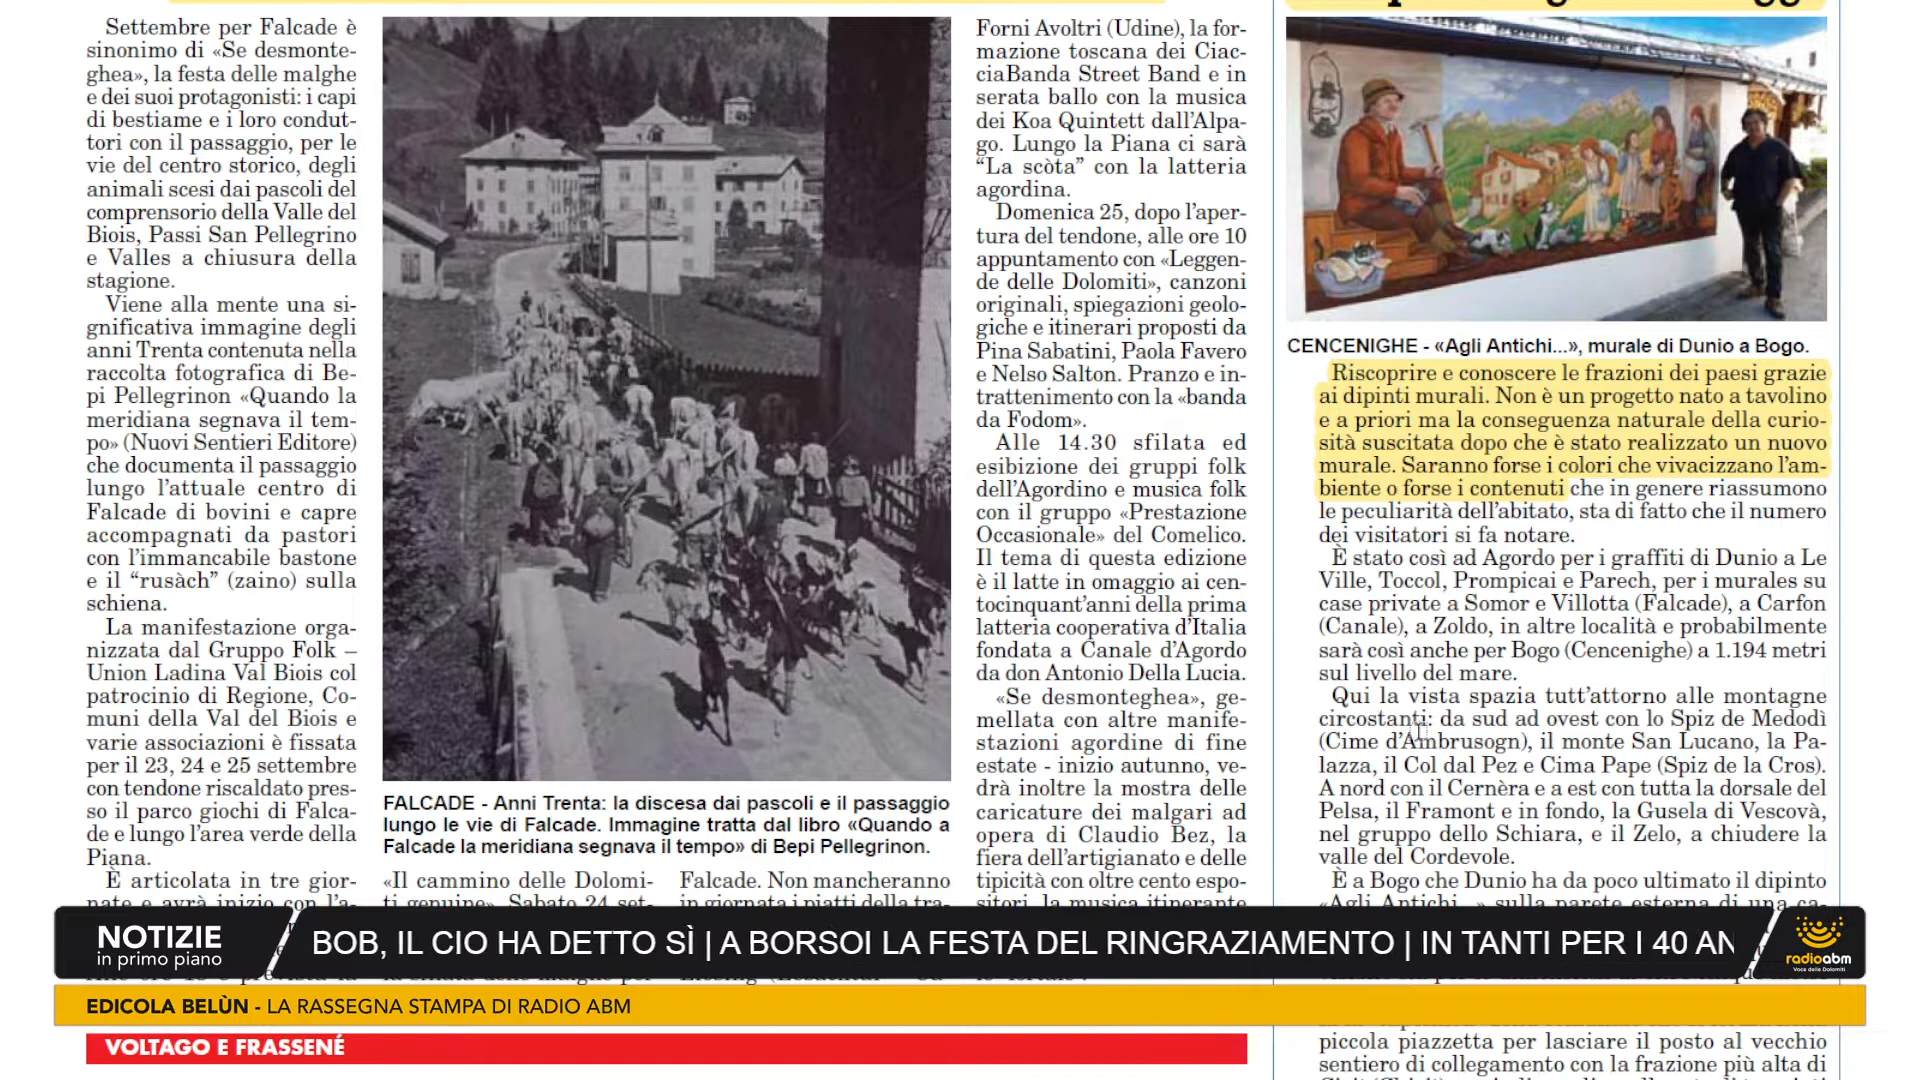 Settembre per Falcade è
sinonimo di «Se desmonte-
ghea», la festa delle malghe
e dei suoi protagonisti: i capi
di bestiame e i loro condut-
tori con il passaggio, per le
vie del centro storico, degli
animali scesi dai pascoli del
comprensorio della Valle del
Biois, Passi San Pellegrino
e Valles a chiusura della
stagione.
Viene alla mente una si-
gnificativa immagine degli
anni Trenta contenuta nella
raccolta fotografica di Be-
pi Pellegrinon «Quando la
meridiana segnava il tem-
po» (Nuovi Sentieri Editore)
che documenta il passaggio
lungo l'attuale centro di
Falcade di bovini e capre
accompagnati da pastori
con l'immancabile bastone
e il “rusàch” (zaino) sulla
schiena.
La manifestazione orga-
nizzata dal Gruppo Folk –
Union Ladina Val Biois col
patrocinio di Regione, Co-
muni della Val del Biois e
varie associazioni è fissata
per il 23, 24 e 25 settembre
con tendone riscaldato pres-
so il parco giochi di Falca-
de e lungo l'area verde della
Piana.
È articolata in tre gior-
nate e avrà inizio con l'a-
FALCADE - Anni Trenta: la discesa dai pascoli e il passaggio
lungo le vie di Falcade. Immagine tratta dal libro «Quando a
Falcade la meridiana segnava il tempo» di Bepi Pellegrinon.
«Il cammino delle Dolomi-
ti genuine». Sabato 24 set-
Falcade. Non mancheranno
in giornata i piatti della tra-
Forni Avoltri (Udine), la for-
mazione toscana dei Ciac-
ciaBanda Street Band e in
serata ballo con la musica
dei Koa Quintett dall'Alpa-
go. Lungo la Piana ci sarà
“La scòta” con la latteria
agordina.
Domenica 25, dopo l'aper-
tura del tendone, alle ore 10
appuntamento con «Leggen-
de delle Dolomiti», canzoni
originali, spiegazioni geolo-
giche e itinerari proposti da
Pina Sabatini, Paola Favero
e Nelso Salton. Pranzo e in-
trattenimento con la «banda
da Fodom».
Alle 14.30 sfilata ed
esibizione dei gruppi folk
dell'Agordino e musica folk
con il gruppo «Prestazione
Occasionale» del Comelico.
Il tema di questa edizione
è il latte in omaggio ai cen-
tocinquant'anni della prima
latteria cooperativa d'Italia
fondata a Canale d'Agordo
da don Antonio Della Lucia.
«Se desmonteghea», ge-
mellata con altre manife-
stazioni agordine di fine
estate - inizio autunno, ve-
drà inoltre la mostra delle
caricature dei malgari ad
opera di Claudio Bez, la
fiera dell'artigianato e delle
tipicità con oltre cento espo-
sitori, la musica itinerante
CENCENIGHE - «Agli Antichi...», murale di Dunio a Bogo.
Riscoprire e conoscere le frazioni dei paesi grazie
ai dipinti murali. Non è un progetto nato a tavolino
e a priori ma la conseguenza naturale della curio-
sità suscitata dopo che è stato realizzato un nuovo
murale. Saranno forse i colori che vivacizzano l'am-
biente o forse i contenuti che in genere riassumono
le peculiarità dell'abitato, sta di fatto che il numero
dei visitatori si fa notare.
È stato così ad Agordo per i graffiti di Dunio a Le
Ville, Toccol, Prompicai e Parech, per i murales su
case private a Somor e Villotta (Falcade), a Carfon
(Canale), a Zoldo, in altre località e probabilmente
sarà così anche per Bogo (Cencenighe) a 1.194 metri
sul livello del mare.
Qui la vista spazia tutt'attorno alle montagne
circostanti: da sud ad ovest con lo Spiz de Medodì
(Cime d'Ambrusogn), il monte San Lucano, la Pa-
lazza, il Col dal Pez e Cima Pape (Spiz de la Cros).
A nord con il Cernèra e a est con tutta la dorsale del
Pelsa, il Framont e in fondo, la Gusela di Vescovà,
nel gruppo dello Schiara, e il Zelo, a chiudere la
valle del Cordevole.
È a Bogo che Dunio ha da poco ultimato il dipinto
«Agli Antichi...» sulla parete esterna di una ca-
piccola piazzetta per lasciare il posto al vecchio
sentiero di collegamento con la frazione più alta di
NOTIZIE
in primo piano
BOB, IL CIO HA DETTO SÌ | A BORSOI LA FESTA DEL RINGRAZIAMENTO | IN TANTI PER I 40 AN
radioabm
Voce delle Dolomiti
EDICOLA BELÙN - LA RASSEGNA STAMPA DI RADIO ABM
VOLTAGO E FRASSENÉ